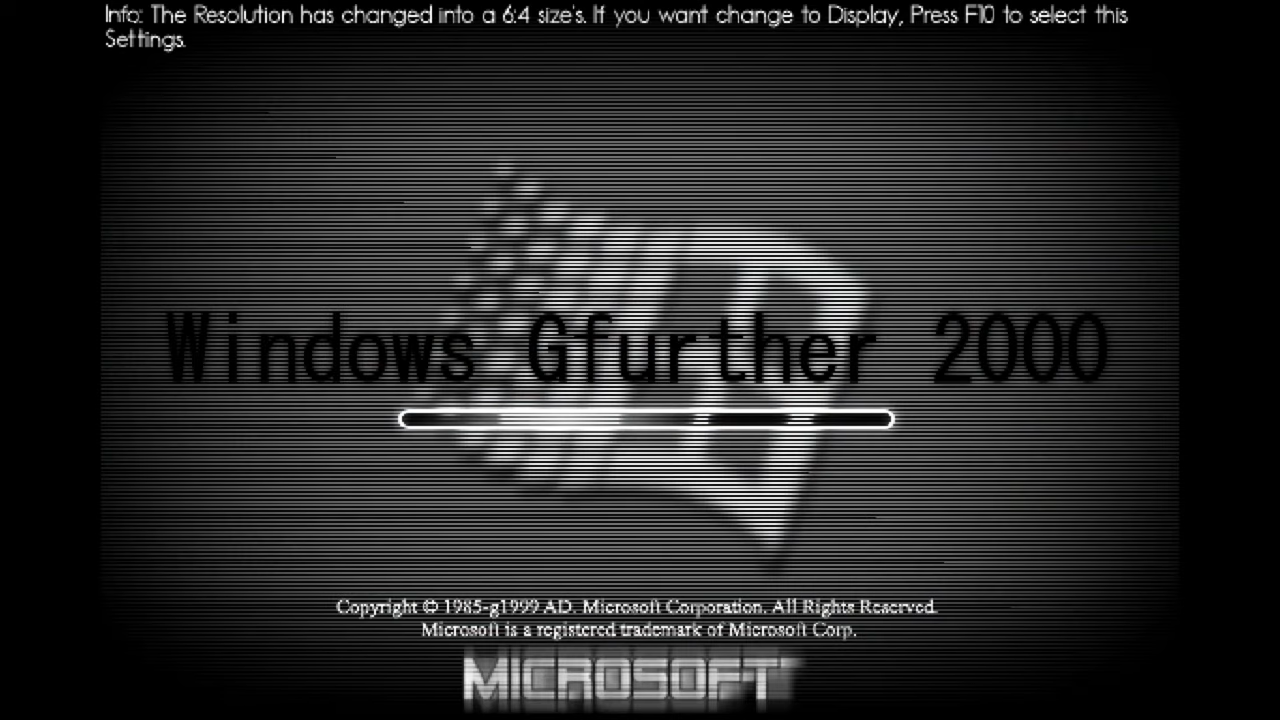 Info: The Resolution has changed into a 6:4 size's. If you want change to Display, Press F10 to select this
Settings.
Windows Gfurther 2000
Copyright © 1985-g1999 AD. Microsoft Corporation. All Rights Reserved.
Microsoft is a registered trademark of Microsoft Corp.
MICROSOFT